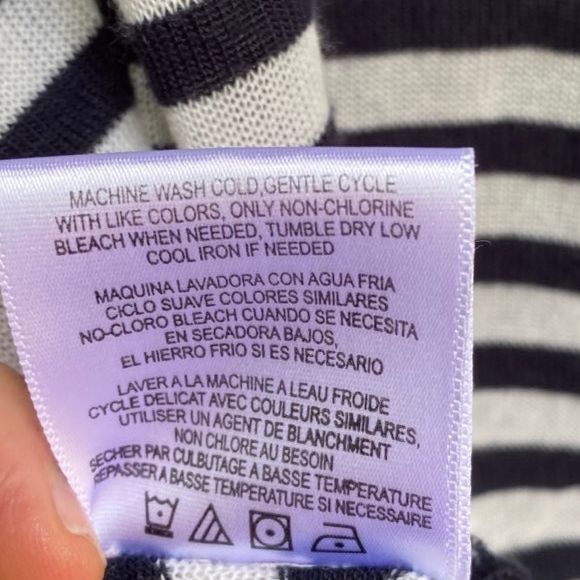 MACHINE WASH COLD,GENTLE CYCLE
WITH LIKE COLORS, ONLY NON-CHLORINE
BLEACH WHEN NEEDED, TUMBLE DRY LOW
COOL IRON IF NEEDED
MAQUINA LAVADORA CON AGUA FRIA
CICLO SUAVE COLORES SIMILARES
NO-CLORO BLEACH CUANDO SE NECESITA
EN SECADORA BAJOS,
EL HIERRO FRIO SI ES NECESARIO
LAVER A LA MACHINE A LEAU FROIDE
CYCLE DELICAT AVEC COULEURS SIMILARES,
UTILISER UN AGENT DE BLANCHMENT
NON CHLORE AU BESOIN
SECHER PAR CULBUTAGE A BASSE TEMPERATURE
REPASSER A BASSE TEMPERATURE SI NECESSAIRE